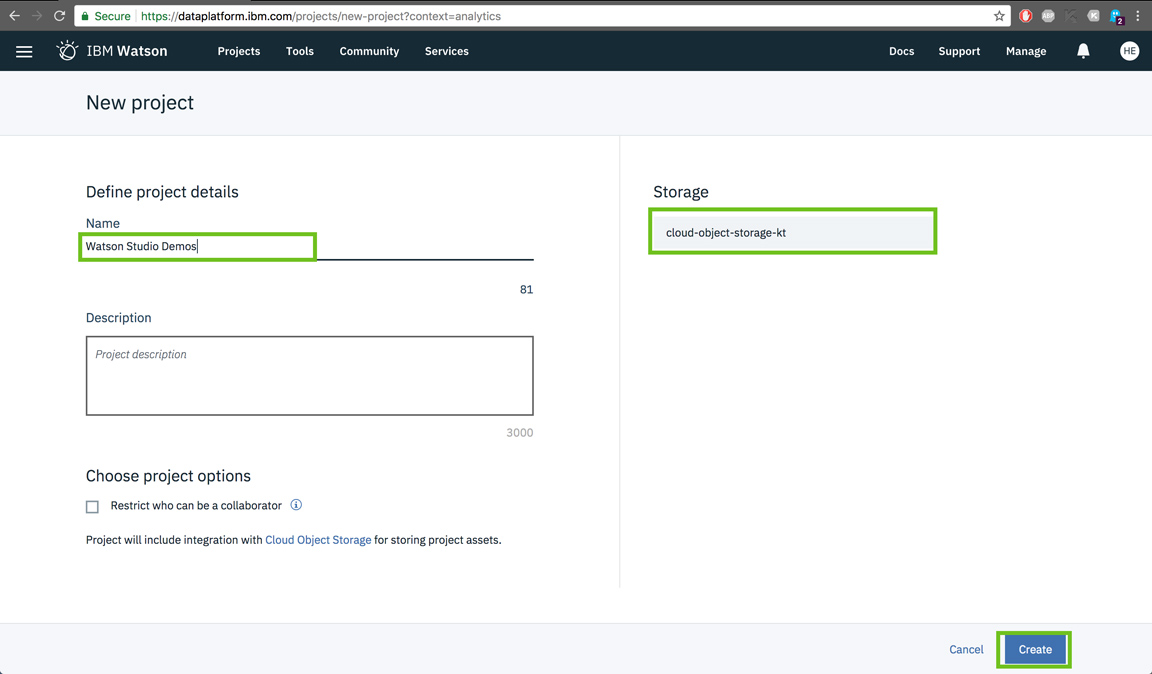 Secure https://dataplatform.ibm.com/projects/new-project?context=analytics
ABP K 2
IBM Watson Projects Tools Community Services Docs Support Manage HE
New project
Define project details
Name
Watson Studio Demos
81
Description
Project description
3000
Choose project options
Restrict who can be a collaborator
Project will include integration with Cloud Object Storage for storing project assets.
Storage
cloud-object-storage-kt
Cancel Create